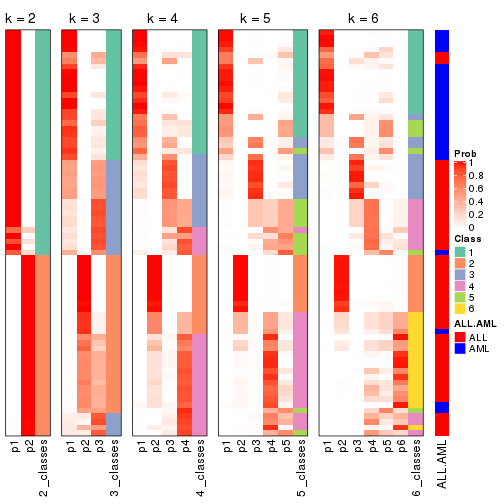 k = 2
k = 3
k = 4
k = 5
k = 6
Prob
1
0.8
0.6
0.4
0.2
0
Class
1
2
3
4
5
6
ALL.AML
ALL
AML
p1
p2
2_classes
p1
p2
p3
3_classes
p1
p2
p3
p4
4_classes
p1
p2
p3
p4
p5
5_classes
p1
p2
p3
p4
p5
p6
6_classes
ALL.AML